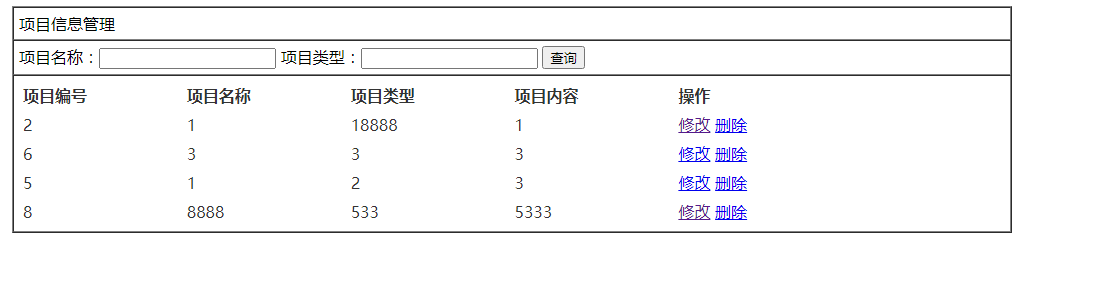 项目信息管理
项目名称： 项目类型： 查询
项目编号 项目名称 项目类型 项目内容 操作
2 1 18888 1 修改 删除
6 3 3 3 修改 删除
5 1 2 3 修改 删除
8 8888 533 5333 修改 删除